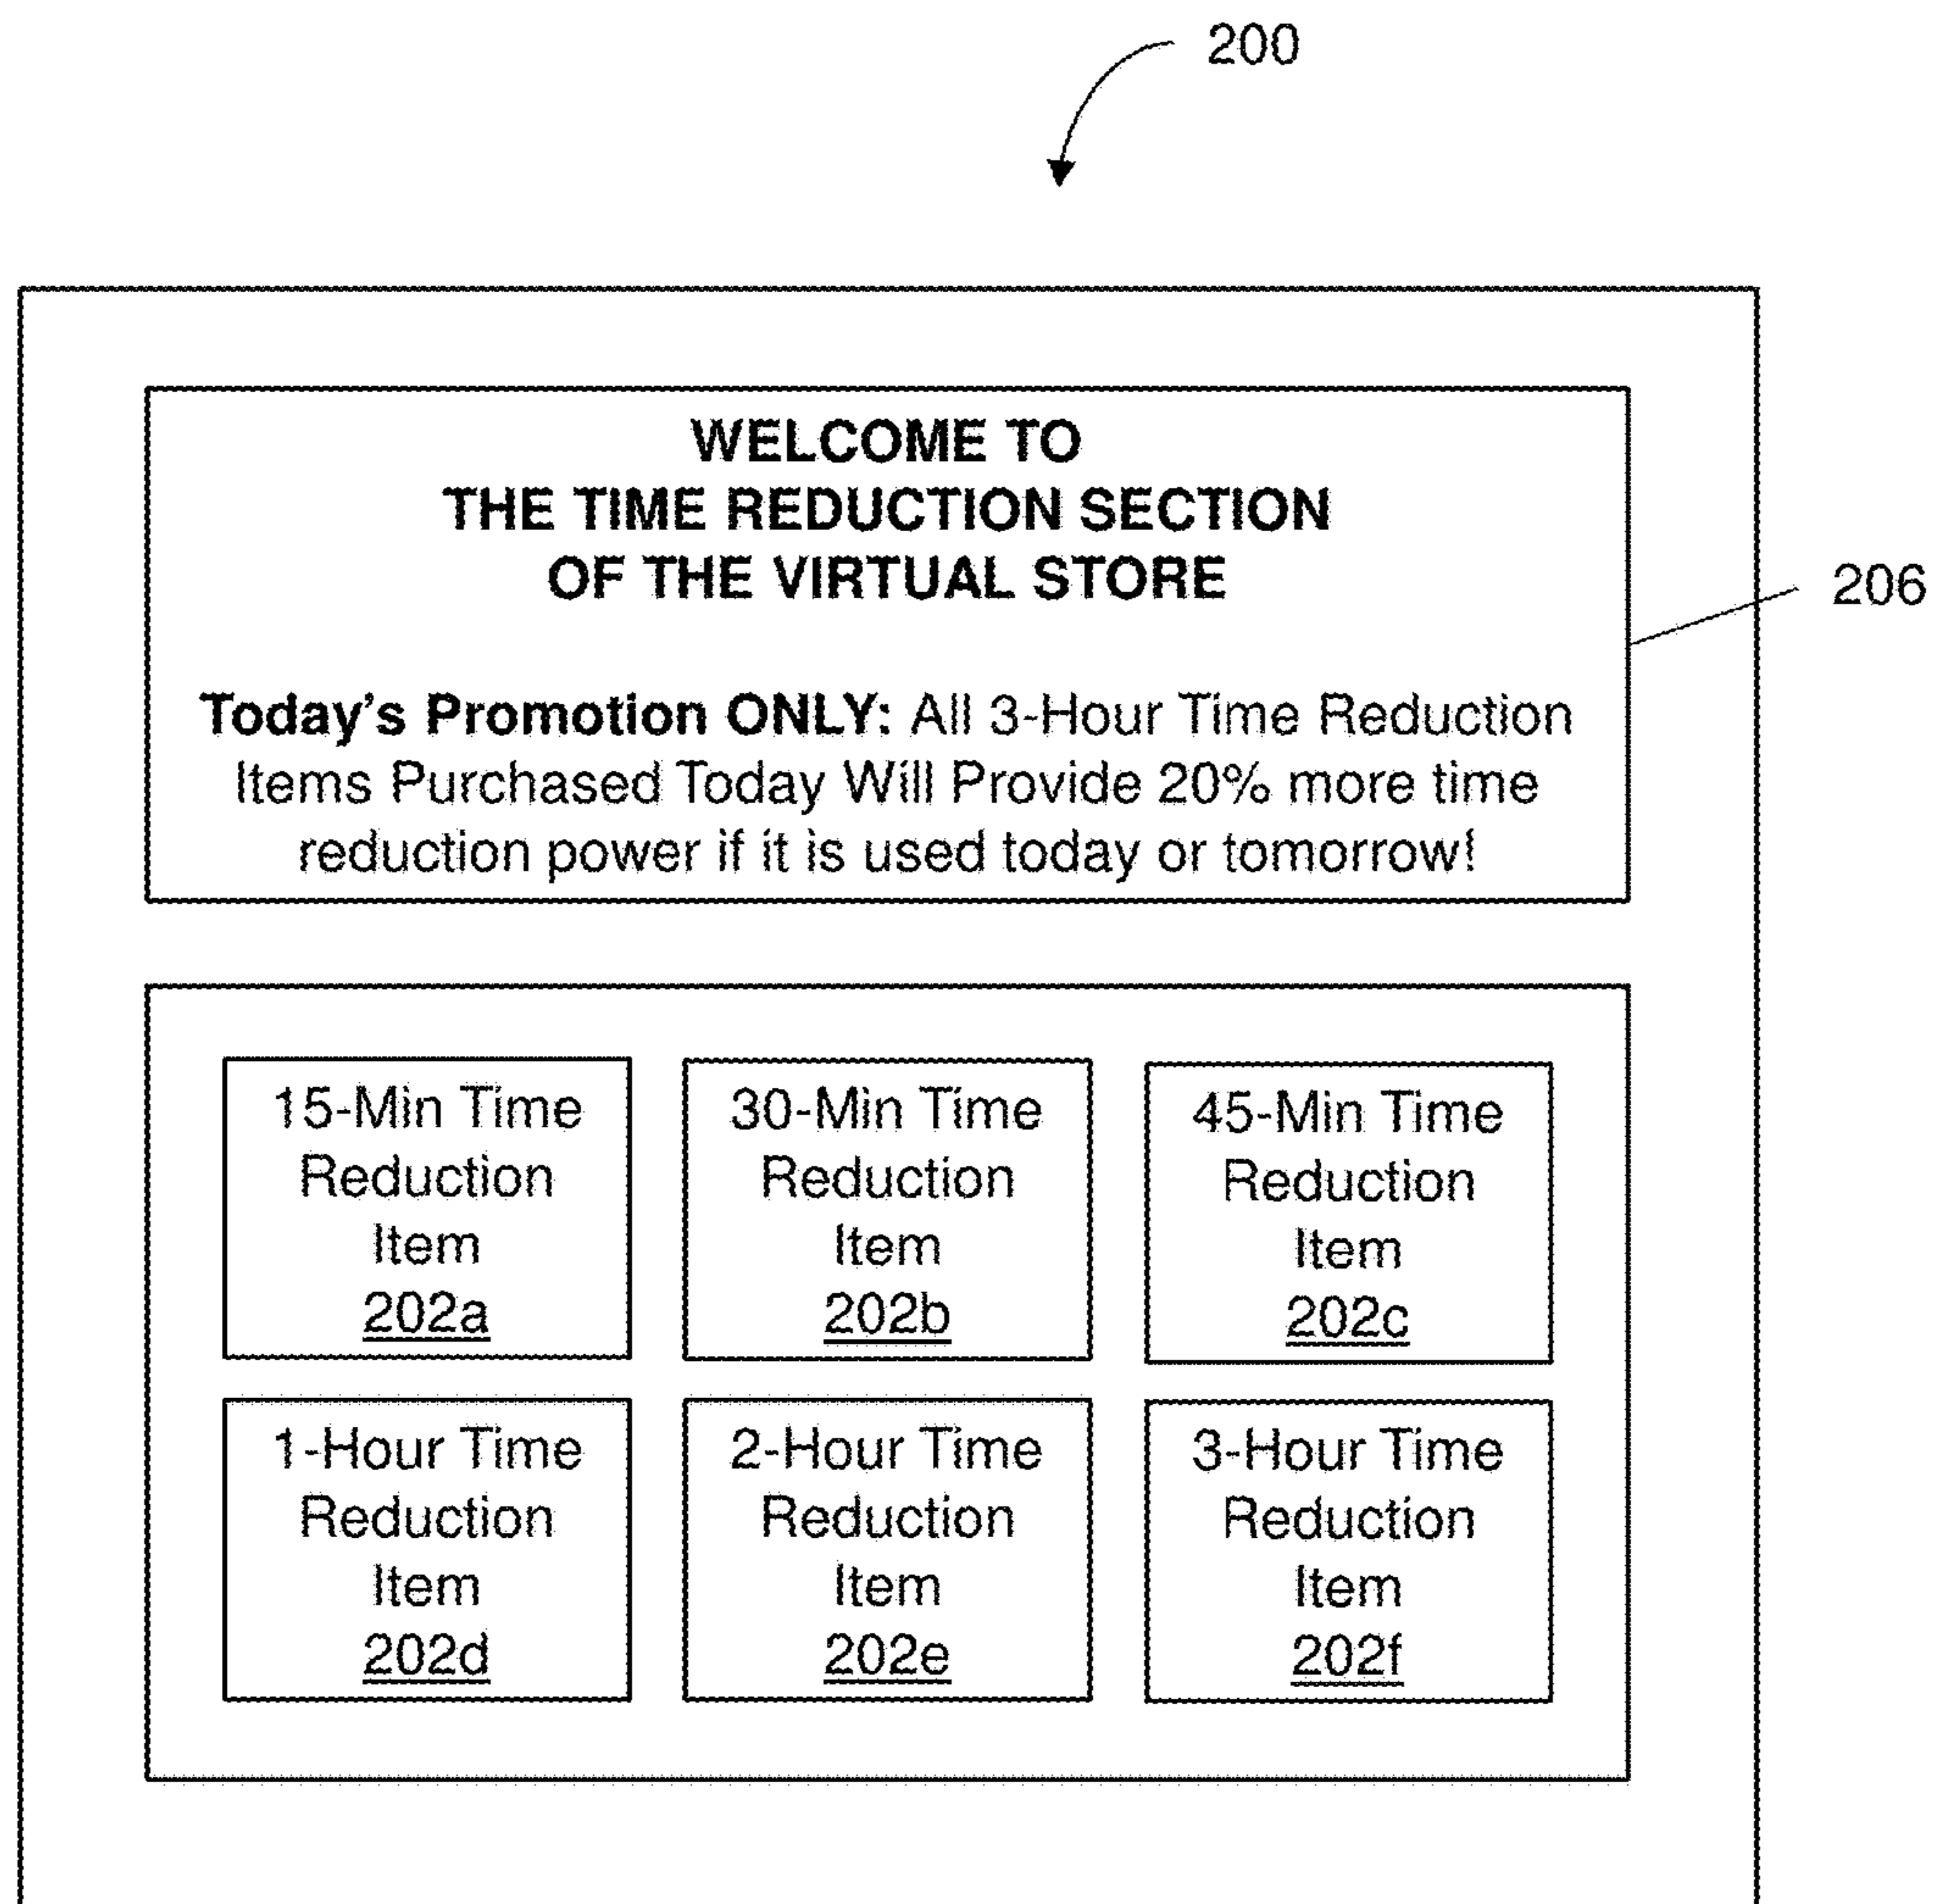 200
WELCOME TO
THE TIME REDUCTION SECTION
OF THE VIRTUAL STORE
206
Today's Promotion ONLY: All 3-Hour Time Reduction
Items Purchased Today Will Provide 20% more time
reduction power if it is used today or tomorrow!
15-Min Time
Reduction
Item
202a
30-Min Time
Reduction
Item
202b
45-Min Time
Reduction
Item
202c
1-Hour Time
Reduction
Item
202d
2-Hour Time
Reduction
Item
202e
3-Hour Time
Reduction
Item
202f